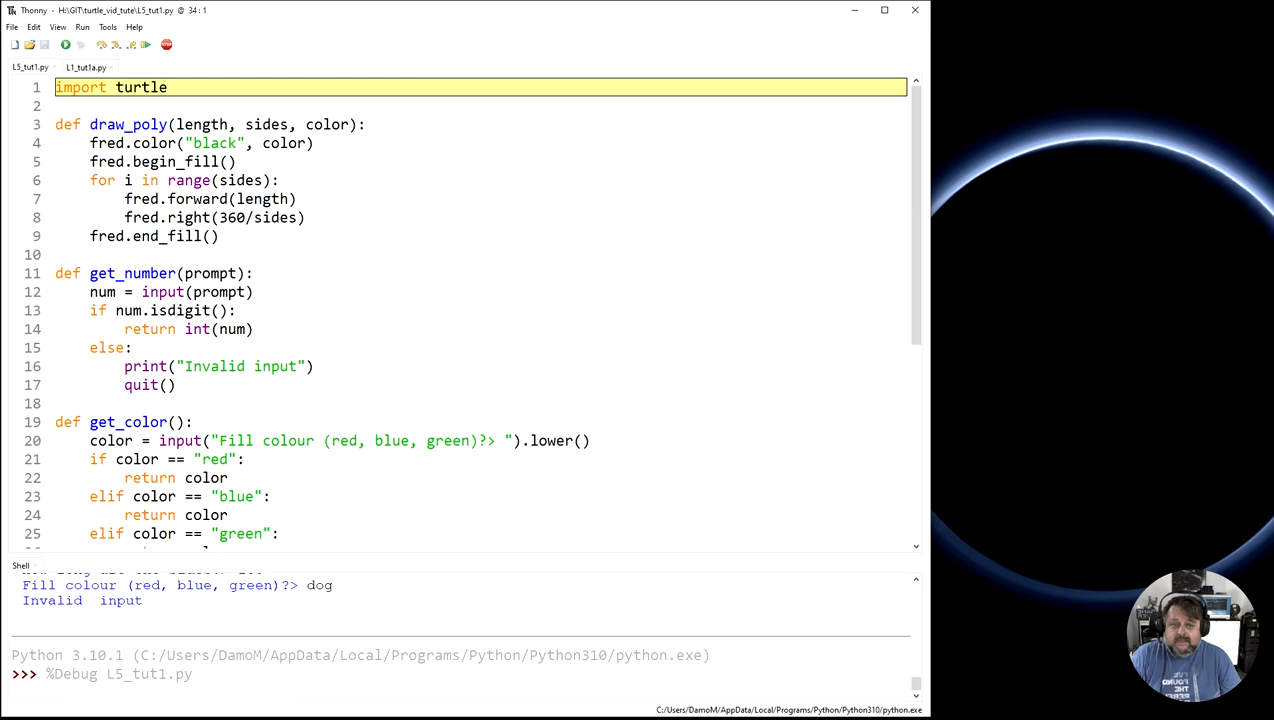 Thonny - H:\GIT\turtle_vid_tute\L5_tut1.py @ 34 : 1
File Edit View Run Tools Help
L5_tut1.py L1_tut1a.py
1 import turtle
2
3 def draw_poly(length, sides, color):
4 fred.color("black", color)
5 fred.begin_fill()
6 for i in range(sides):
7 fred.forward(length)
8 fred.right(360/sides)
9 fred.end_fill()
10
11 def get_number(prompt):
12 num = input(prompt)
13 if num.isdigit():
14 return int(num)
15 else:
16 print("Invalid input")
17 quit()
18
19 def get_color():
20 color = input("Fill colour (red, blue, green)?> ").lower()
21 if color == "red":
22 return color
23 elif color == "blue":
24 return color
25 elif color == "green":
Shell
Fill colour (red, blue, green)?> dog
Invalid  input
Python 3.10.1 (C:/Users/DamoM/AppData/Local/Programs/Python/Python310/python.exe)
>>> %Debug L5_tut1.py
C:/Users/DamoM/AppData/Local/Programs/Python/Python310/python.exe